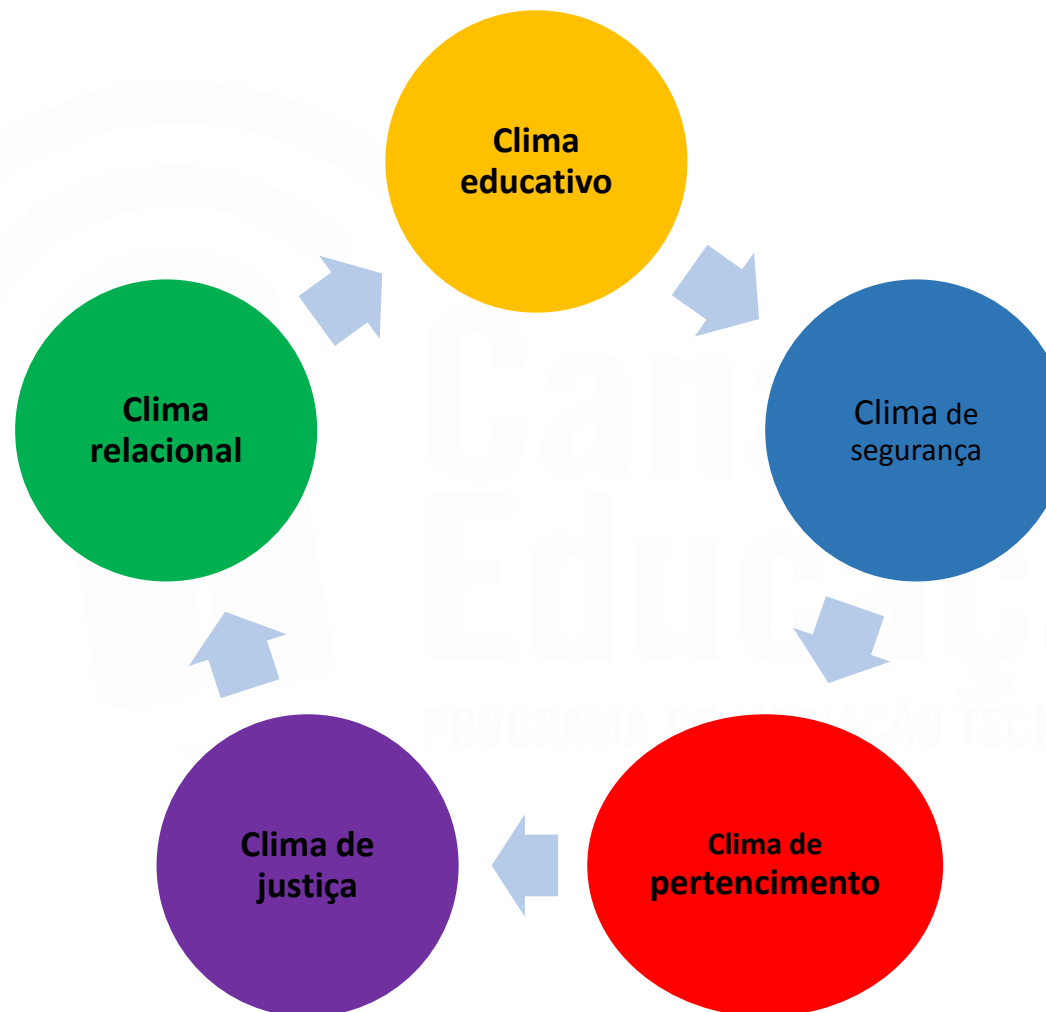 Clima
educativo
Clima de
segurança
Clima de
pertencimento
Clima de
justiça
Clima
relacional